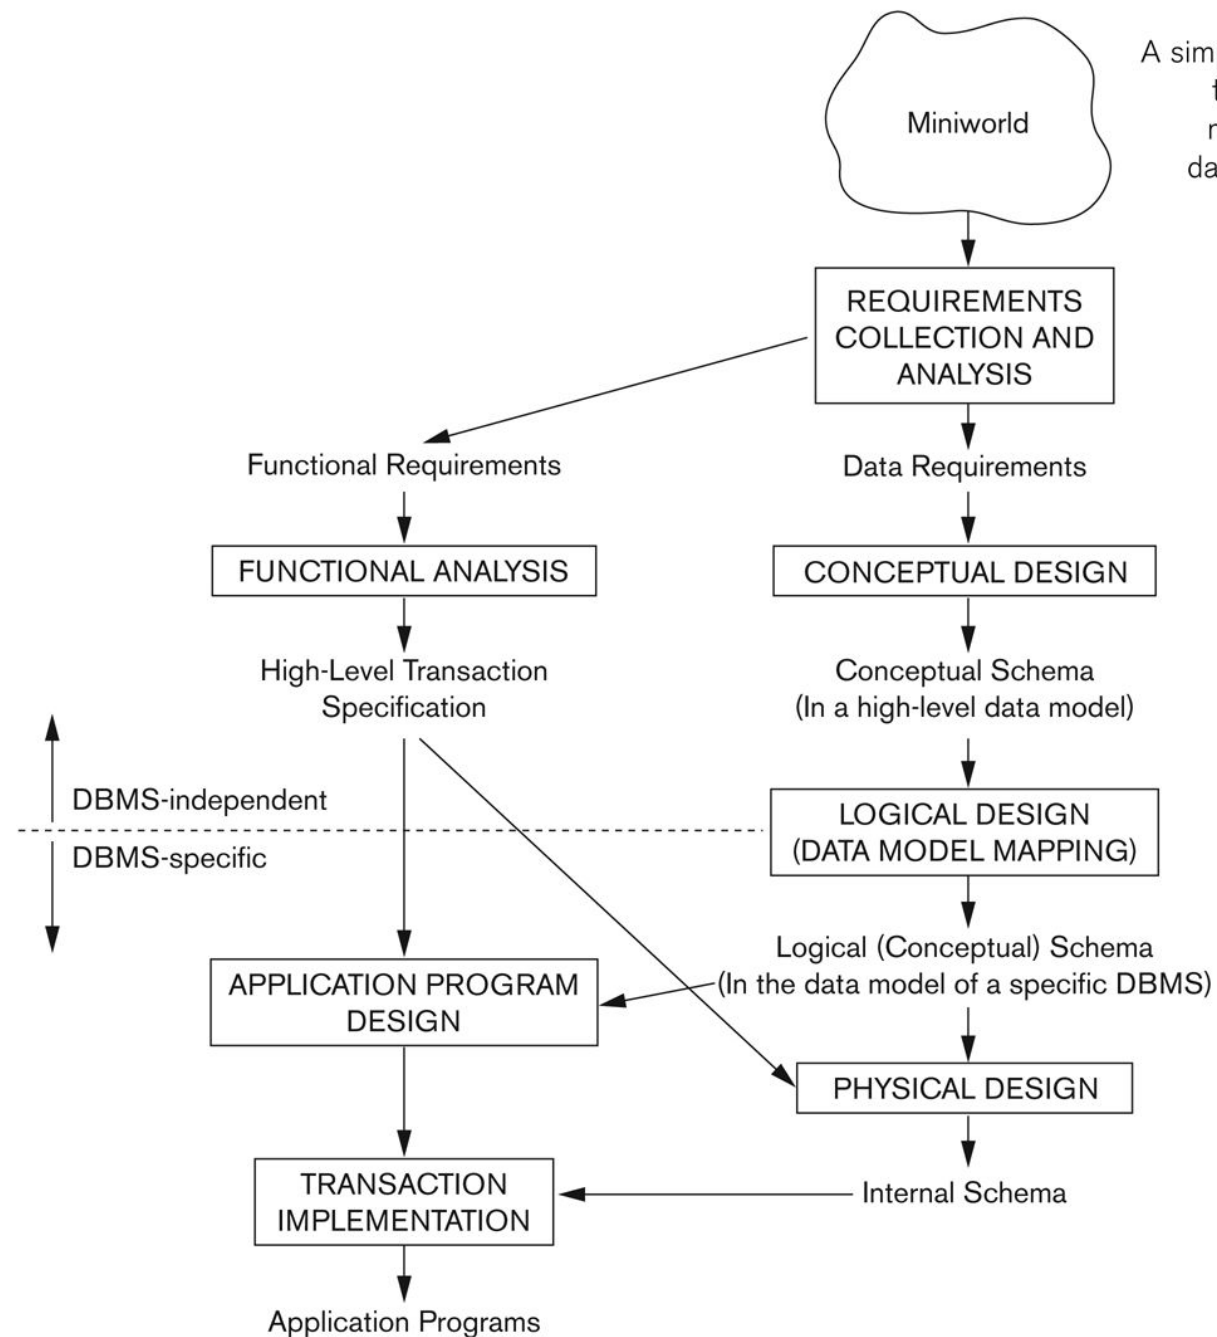 Miniworld
A sim
t
da
REQUIREMENTS
COLLECTION AND
ANALYSIS
Functional Requirements
Data Requirements
FUNCTIONAL ANALYSIS
CONCEPTUAL DESIGN
High-Level Transaction
Specification
Conceptual Schema
(In a high-level data model)
DBMS-independent
DBMS-specific
LOGICAL DESIGN
(DATA MODEL MAPPING)
Logical (Conceptual) Schema
(In the data model of a specific DBMS)
APPLICATION PROGRAM
DESIGN
PHYSICAL DESIGN
TRANSACTION
IMPLEMENTATION
Internal Schema
Application Programs